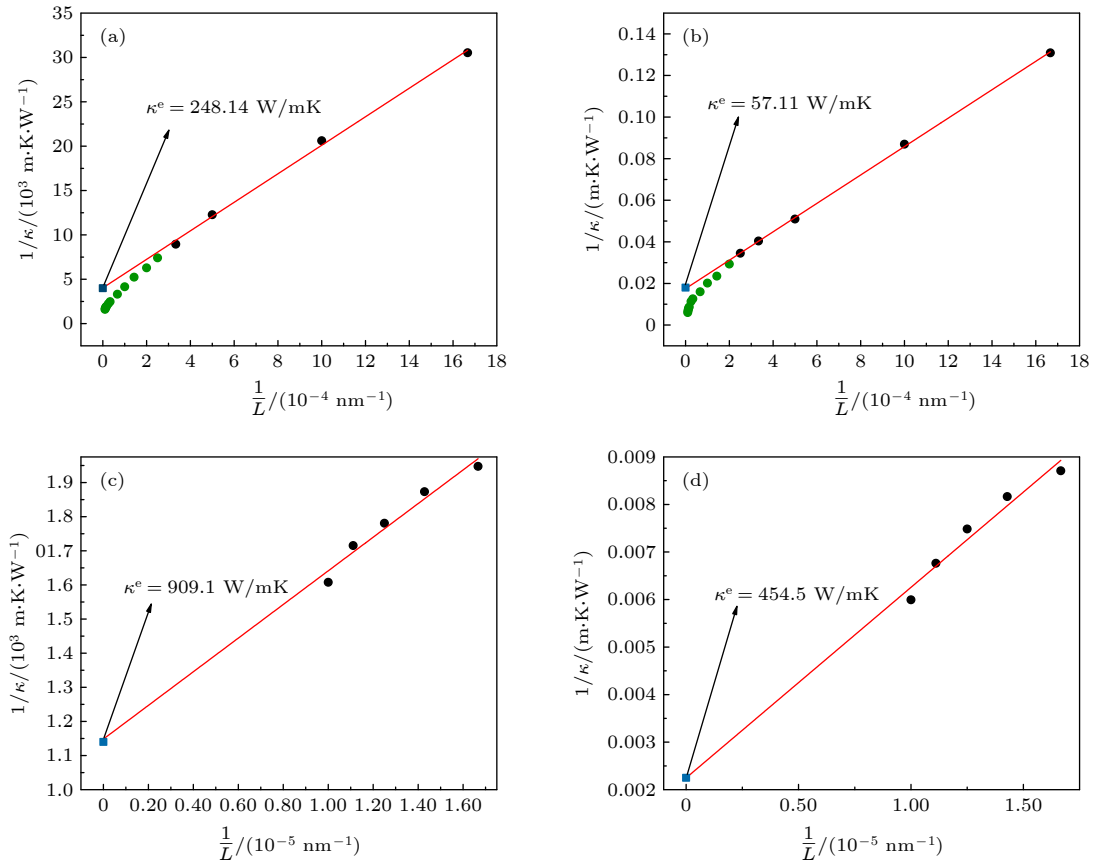 (a)
κᵉ = 248.14 W/mK
1/κ/(10³ m·K·W⁻¹)
35
30
25
20
15
10
5
0
0 2 4 6 8 10 12 14 16 18
1/L/(10⁻⁴ nm⁻¹)
(b)
κᵉ = 57.11 W/mK
1/κ/(m·K·W⁻¹)
0.14
0.12
0.10
0.08
0.06
0.04
0.02
0
0 2 4 6 8 10 12 14 16 18
1/L/(10⁻⁴ nm⁻¹)
(c)
κᵉ = 909.1 W/mK
1/κ/(10³ m·K·W⁻¹)
1.9
1.8
01.7
1.6
1.5
1.4
1.3
1.2
1.1
1.0
0 0.20 0.40 0.60 0.80 1.00 1.20 1.40 1.60
1/L/(10⁻⁵ nm⁻¹)
(d)
κᵉ = 454.5 W/mK
1/κ/(m·K·W⁻¹)
0.009
0.008
0.007
0.006
0.005
0.004
0.003
0.002
0 0.50 1.00 1.50
1/L/(10⁻⁵ nm⁻¹)